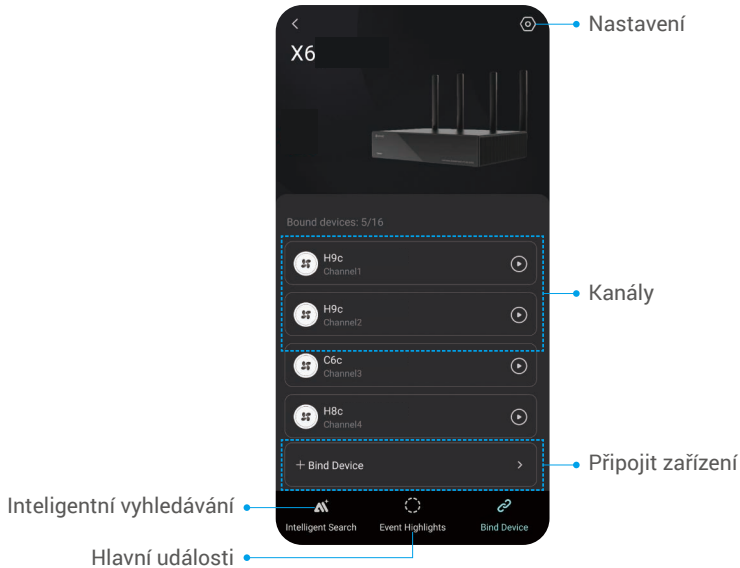 Nastavení
X6
Bound devices: 5/16
H9c
Channel1
Kanály
H9c
Channel2
C6c
Channel3
H8c
Channel4
+ Bind Device
Připojit zařízení
Inteligentní vyhledávání
Intelligent Search
Event Highlights
Bind Device
Hlavní události